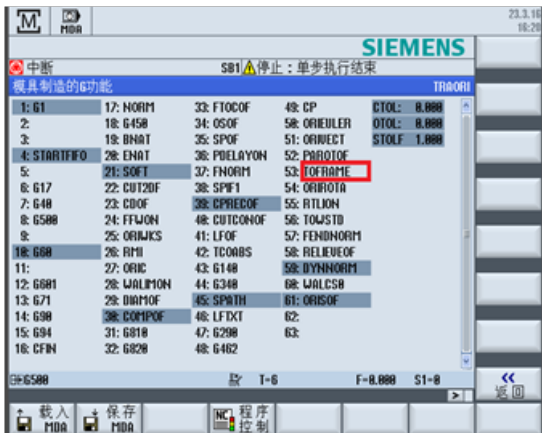 M MDA 23.3.16
16:20
SIEMENS
中断 SB1 停止：单步执行结束
模具制造的G功能 TRAORI
1: G1 17: NORM 33: FTOCOF 49: CP CTOL: 0.000
2: 18: G450 34: OSOF 50: ORIEULER OTOL: 0.000
3: 19: BNAT 35: SPOF 51: ORIVECT STOLF 1.000
4: STARTFIFO 20: ENAT 36: PDELAYON 52: PAROTOF
5: 21: SOFT 37: FNORM 53: TOFRAME
6: G17 22: CUT2DF 38: SPIF1 54: ORIROTA
7: G40 23: CDOF 39: CPRECOF 55: RTLION
8: G500 24: FFWON 40: CUTCONOF 56: TOWSTD
9: 25: ORIWKS 41: LFOF 57: FENDNORM
10: G60 26: RMI 42: TCOABS 58: RELIEVEOF
11: 27: ORIC 43: G140 59: DYNNORM
12: G601 28: WALIMON 44: G340 60: WALCS0
13: G71 29: DIAMOF 45: SPATH 61: ORISOF
14: G90 30: COMPOF 46: LFTXT 62:
15: G94 31: G810 47: G290 63:
16: CFIN 32: G820 48: G462
G500 T=6 F=0.000 S1=0
返回
载入 MDA 保存 MDA NC 程序控制